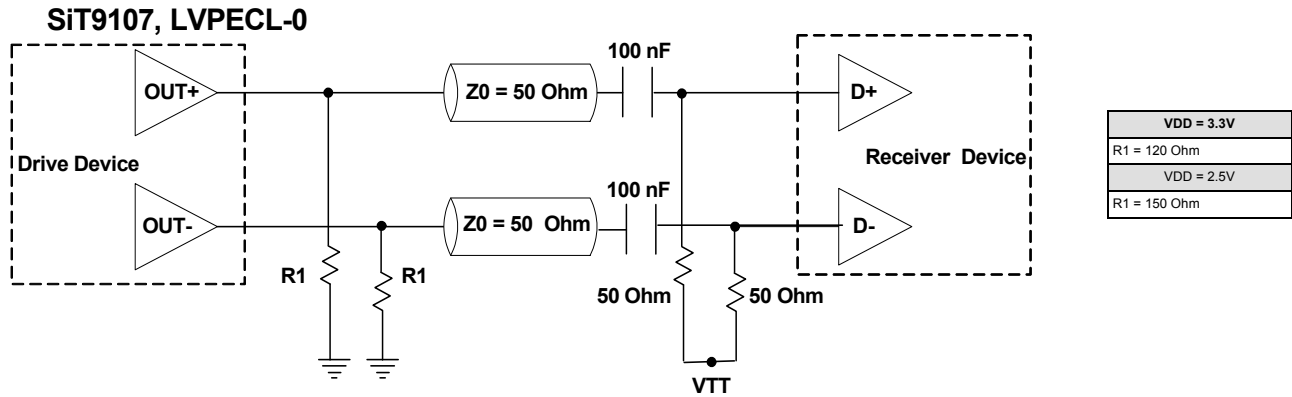 SiT9107, LVPECL-0
100 nF
OUT+
Z0 = 50 Ohm
D+
Drive Device
Receiver Device
100 nF
OUT-
Z0 = 50 Ohm
D-
R1
R1
50 Ohm
50 Ohm
VTT
VDD = 3.3V
R1 = 120 Ohm
VDD = 2.5V
R1 = 150 Ohm